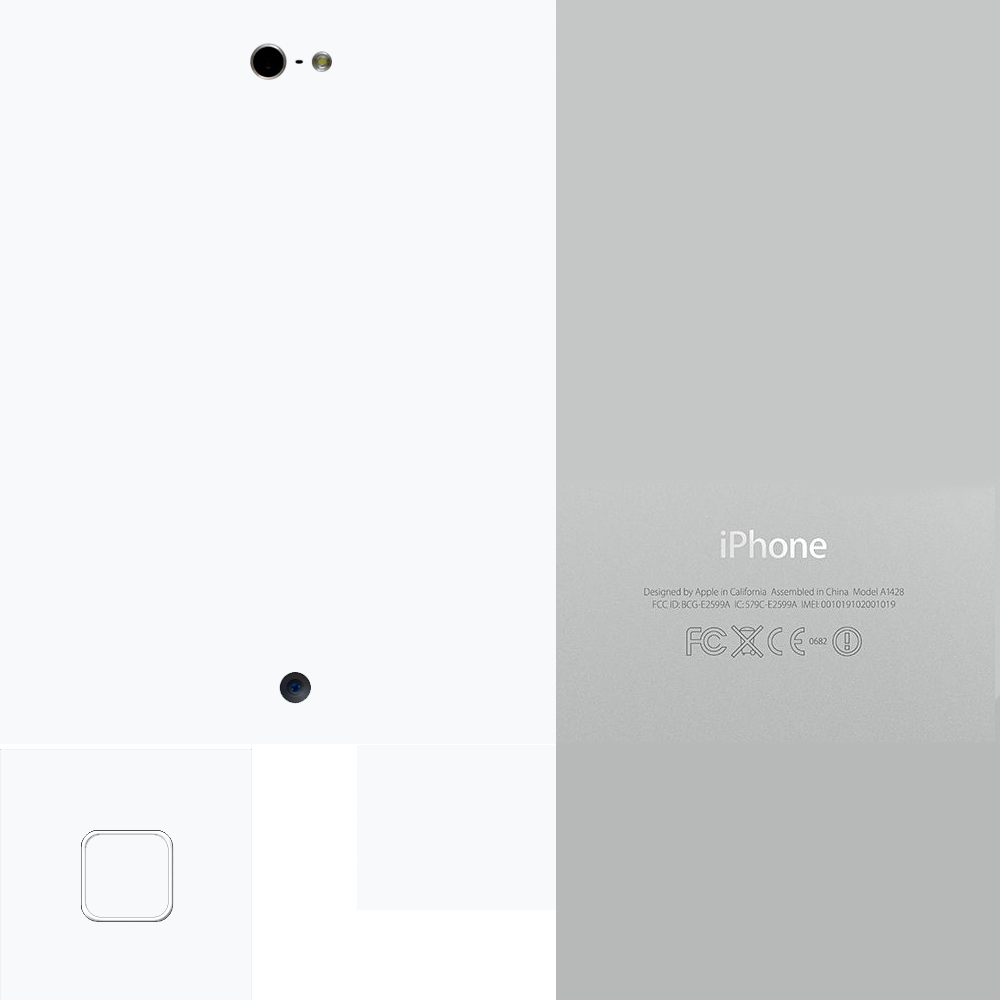 iPhone
Designed by Apple in California Assembled in China Model A1428
FCC ID: BCG-E2599A IC: 579C-E2599A IMEI: 001019102001019
FC CE 0682